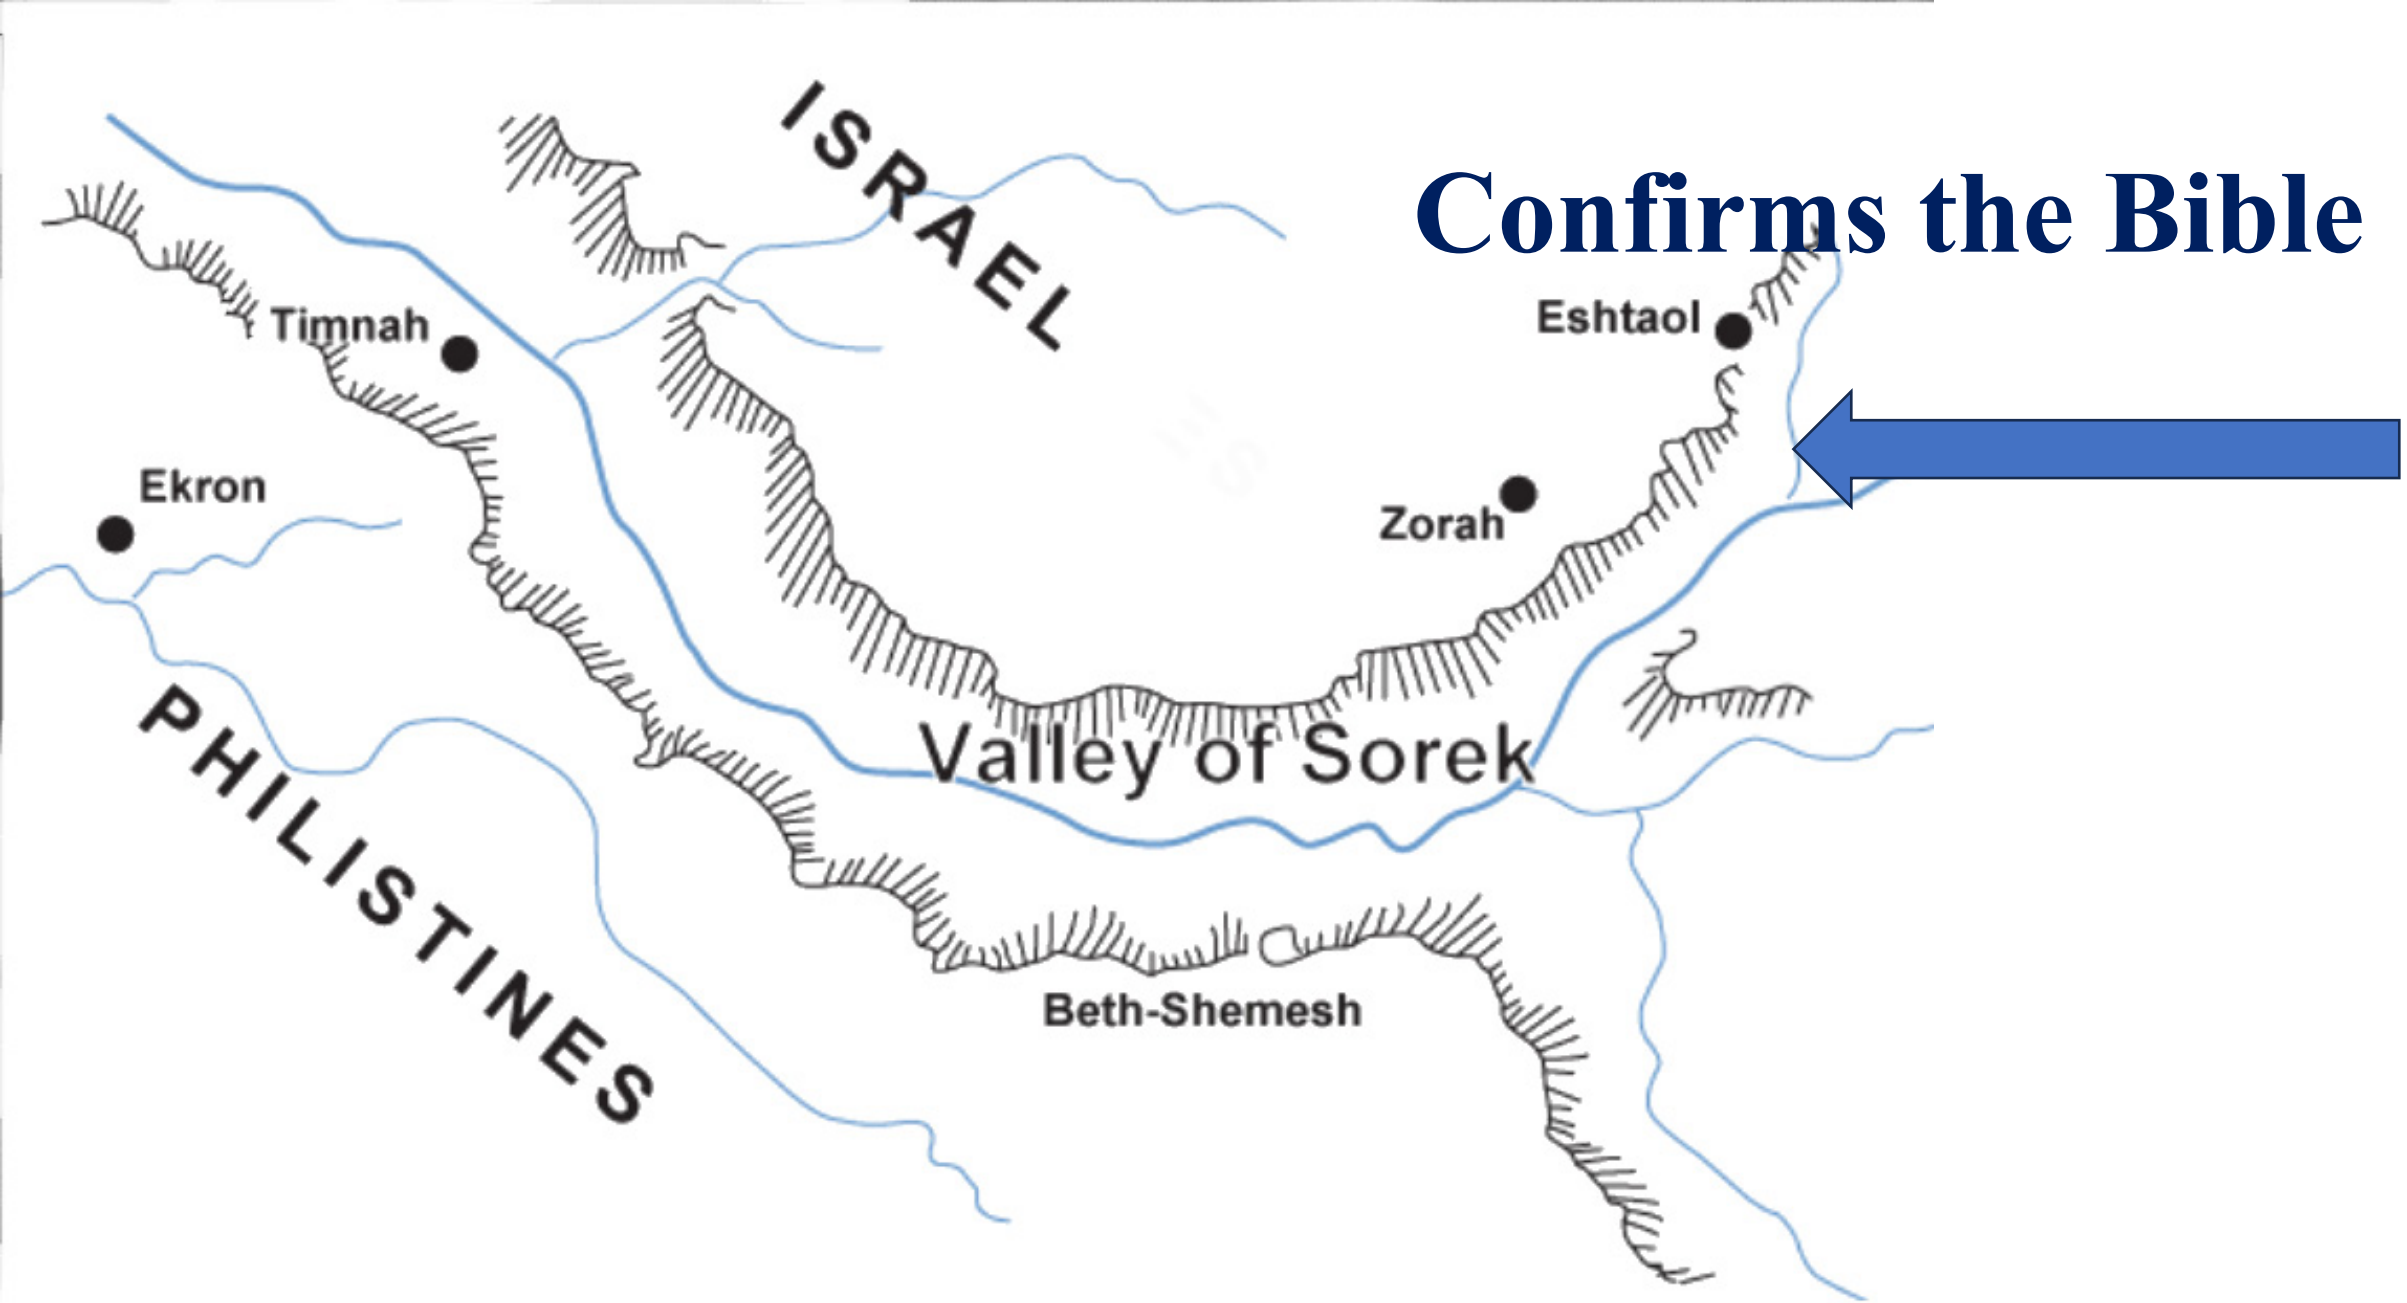 ISRAEL
Confirms the Bible
Eshtaol
Timnah
Ekron
Zorah
Valley of Sorek
PHILISTINES
Beth-Shemesh